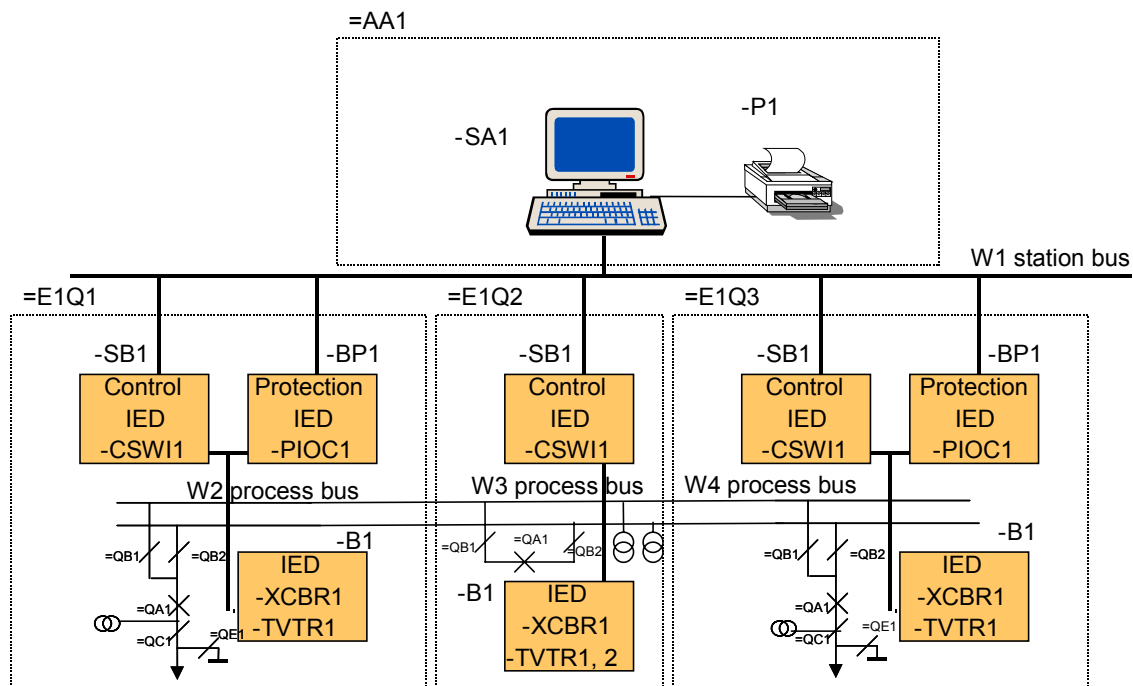 =AA1
-P1
-SA1
W1 station bus
=E1Q1
=E1Q2
=E1Q3
-SB1
-BP1
-SB1
-SB1
-BP1
Control
IED
-CSWI1
Protection
IED
-PIOC1
Control
IED
-CSWI1
Control
IED
-CSWI1
Protection
IED
-PIOC1
W2 process bus
W3 process bus
W4 process bus
=QB1
=QB2
-B1
=QA1
=QC1
=QE1
IED
-XCBR1
-TVTR1
=QB1
=QA1
=QB2
-B1
IED
-XCBR1
-TVTR1, 2
=QB1
=QB2
-B1
=QA1
=QC1
=QE1
IED
-XCBR1
-TVTR1